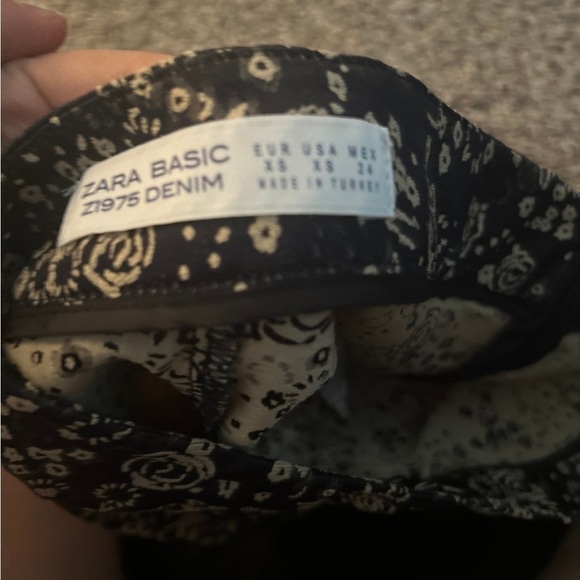 ZARA BASIC
Z1975 DENIM
EUR USA MEX
XS XS 24
MADE IN TURKEY